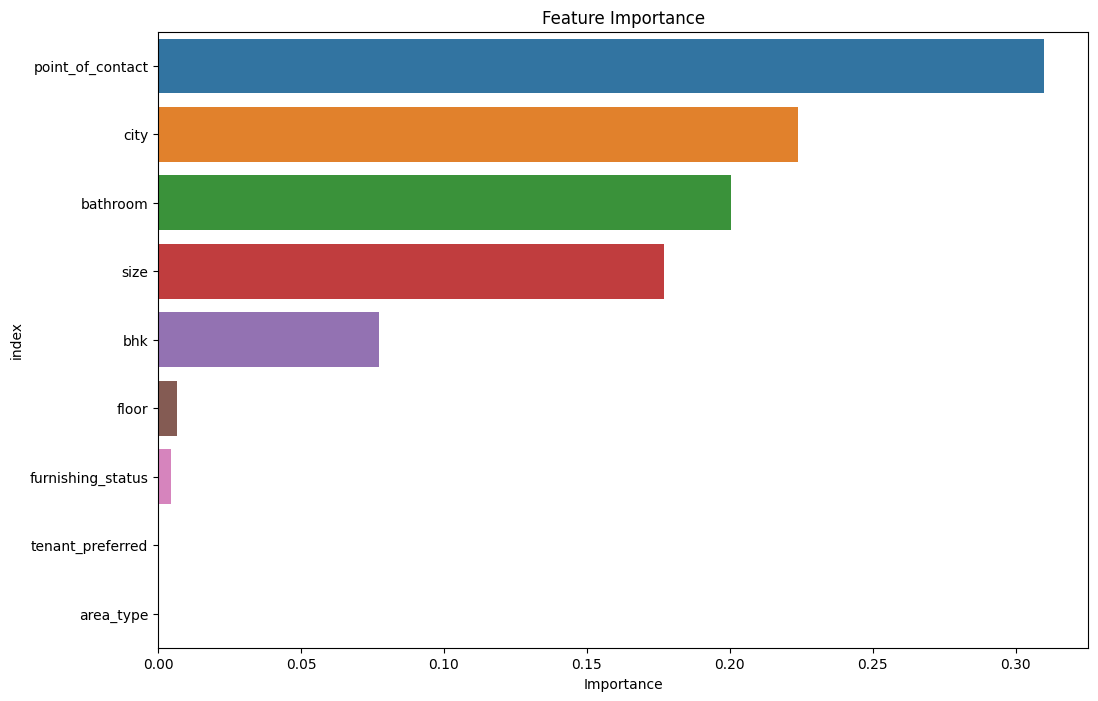 Feature Importance
point_of_contact
city
bathroom
size
bhk
floor
furnishing_status
tenant_preferred
area_type
index
0.00 0.05 0.10 0.15 0.20 0.25 0.30
Importance